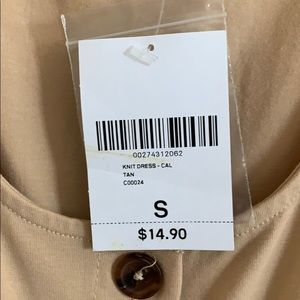 00274312062
KNIT DRESS - CAL
TAN
C00024
S
$14.90